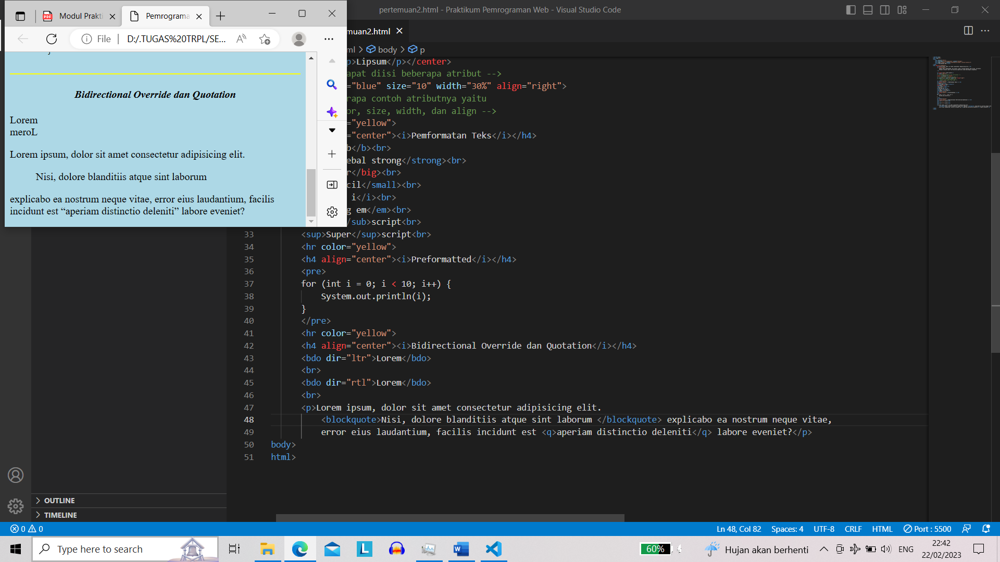 Modul Prakti
Pemrograma
File
D:/.TUGAS%20TRPL/SE...
Bidirectional Override dan Quotation
Lorem
meroL
Lorem ipsum, dolor sit amet consectetur adipisicing elit.
Nisi, dolore blanditiis atque sint laborum
explicabo ea nostrum neque vitae, error eius laudantium, facilis
incidunt est “aperiam distinctio deleniti” labore eveniet?
pertemuan2.html - Praktikum Pemrograman Web - Visual Studio Code
muan2.html
ml > body > p
p>Lipsum</p></center>
apat diisi beberapa atribut -->
="blue" size="10" width="30%" align="right">
rapa contoh atributnya yaitu
or, size, width, dan align -->
="yellow">
="center"><i>Pemformatan Teks</i></h4>
b</b><br>
ebal strong</strong><br>
r</big><br>
cil</small><br>
i</i><br>
g em</em><br>
/sub>script<br>
33 <sup>Super</sup>script<br>
34 <hr color="yellow">
35 <h4 align="center"><i>Preformatted</i></h4>
36 <pre>
37 for (int i = 0; i < 10; i++) {
38 System.out.println(i);
39 }
40 </pre>
41 <hr color="yellow">
42 <h4 align="center"><i>Bidirectional Override dan Quotation</i></h4>
43 <bdo dir="ltr">Lorem</bdo>
44 <br>
45 <bdo dir="rtl">Lorem</bdo>
46 <br>
47 <p>Lorem ipsum, dolor sit amet consectetur adipisicing elit.
48 <blockquote>Nisi, dolore blanditiis atque sint laborum </blockquote> explicabo ea nostrum neque vitae,
49 error eius laudantium, facilis incidunt est <q>aperiam distinctio deleniti</q> labore eveniet?</p>
50 body>
51 html>
OUTLINE
TIMELINE
0 0
Ln 48, Col 82 Spaces: 4 UTF-8 CRLF HTML Port : 5500
Type here to search
60%
Hujan akan berhenti
ENG
22:42
22/02/2023